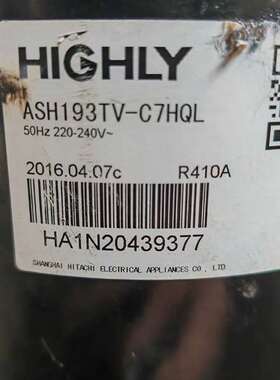 HIGHLY
ASH193TV-C7HQL
50Hz 220-240V~
2016.04.07c R410A
HA1N20439377
SHANGHAI HITACHI ELECTRICAL APPLIANCES CO., LTD